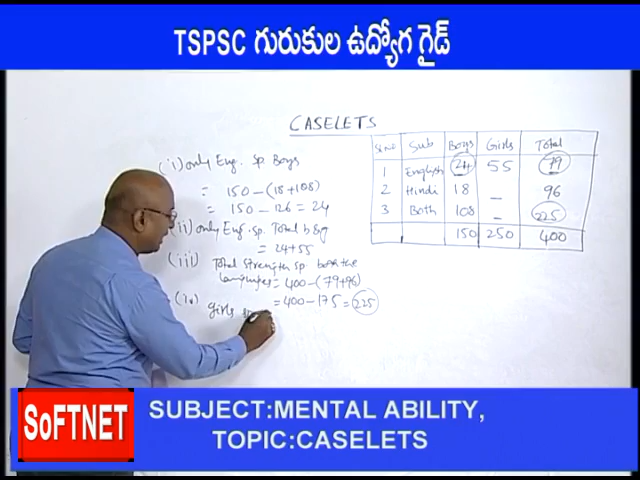 TSPSC గురుకుల ఉద్యోగ గైడ్
CASELETS
Sl.no Sub Boys Girls Total
1 English 24 55 79
2 Hindi 18 _ 96
3 Both 108 _ 225
150 250 400
(i) only Eng. sp Boys
= 150 - (18+108)
= 150 - 126 = 24
(ii) only Eng. sp. Total b & g
= 24 + 55
(iii) Total Strength sp both the
languages = 400 - (79+96)
= 400 - 175 = 225
(iv) girls
SoFTNET
SUBJECT:MENTAL ABILITY,
TOPIC:CASELETS